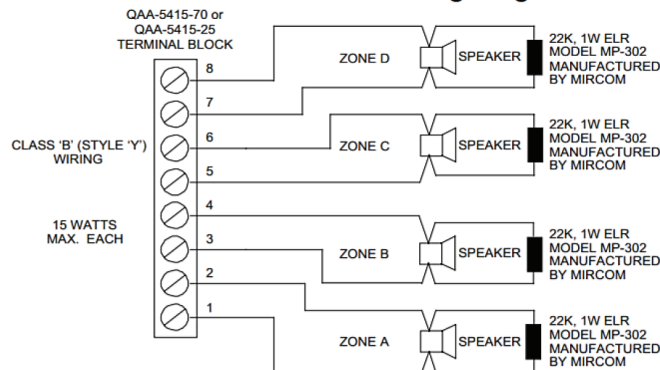 QAA-5415-70 or
QAA-5415-25
TERMINAL BLOCK
8
7
6
5
4
3
2
1
CLASS 'B' (STYLE 'Y')
WIRING
15 WATTS
MAX. EACH
ZONE D
SPEAKER
22K, 1W ELR
MODEL MP-302
MANUFACTURED
BY MIRCOM
ZONE C
SPEAKER
22K, 1W ELR
MODEL MP-302
MANUFACTURED
BY MIRCOM
ZONE B
SPEAKER
22K, 1W ELR
MODEL MP-302
MANUFACTURED
BY MIRCOM
ZONE A
SPEAKER
22K, 1W ELR
MODEL MP-302
MANUFACTURED
BY MIRCOM